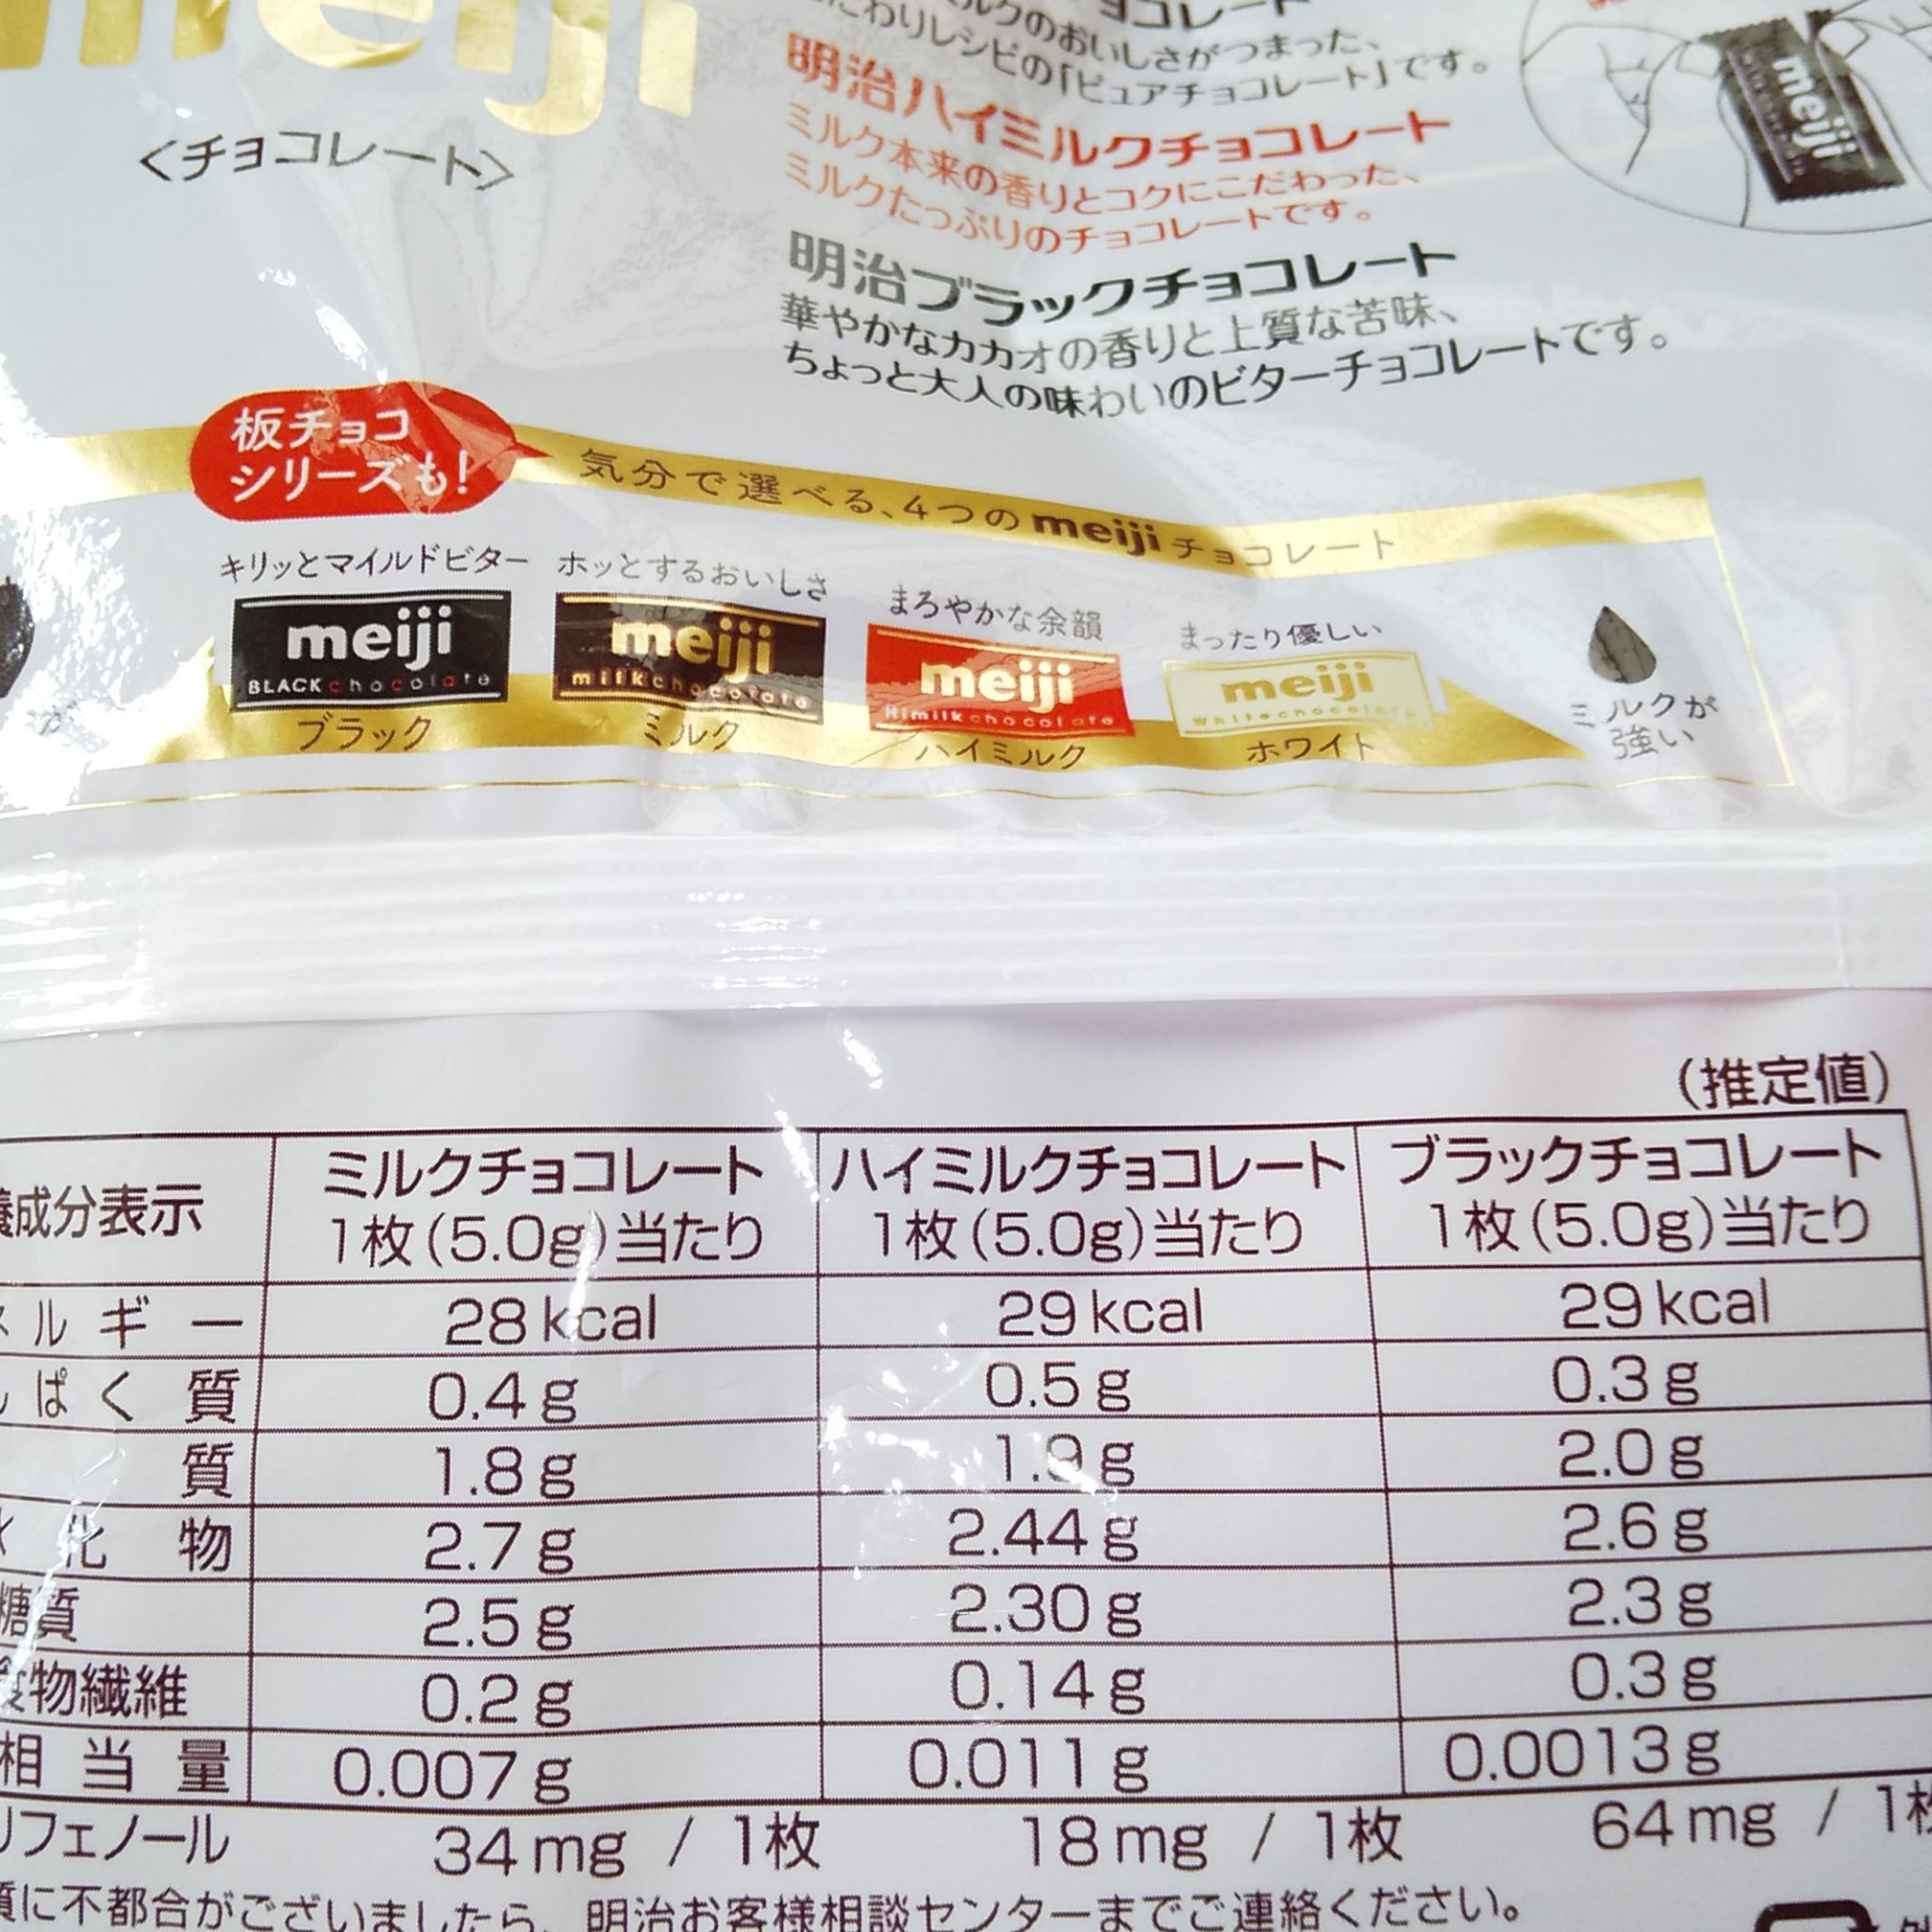 meiji
<チョコレート>
ルクのおいしさがつまった、
だわりレシピの「ピュアチョコレート」です。
明治ハイミルクチョコレート
ミルク本来の香りとコクにこだわった、
ミルクたっぷりのチョコレートです。
明治ブラックチョコレート
華やかなカカオの香りと上質な苦味、
ちょっと大人の味わいのビターチョコレートです。
meiji
板チョコ
シリーズも!
気分で選べる、4つのmeijiチョコレート
キリッとマイルドビター
meiji
BLACK chocolate
ブラック
ホッとするおいしさ
meiji
milk chocolate
ミルク
まろやかな余韻
meiji
Himilk chocolate
ハイミルク
まったり優しい
meiji
White chocolate
ホワイト
ミルクが
強い
(推定値)
成分表示 ミルクチョコレート 1枚(5.0g)当たり ハイミルクチョコレート 1枚(5.0g)当たり ブラックチョコレート 1枚(5.0g)当たり
ルギー 28kcal 29kcal 29kcal
ぱく質 0.4g 0.5g 0.3g
質 1.8g 1.9g 2.0g
化物 2.7g 2.44g 2.6g
糖質 2.5g 2.30g 2.3g
物繊維 0.2g 0.14g 0.3g
相当量 0.007g 0.011g 0.0013g
リフェノール 34mg / 1枚 18mg / 1枚 64mg / 1枚
質に不都合がございましたら、明治お客様相談センターまでご連絡ください。